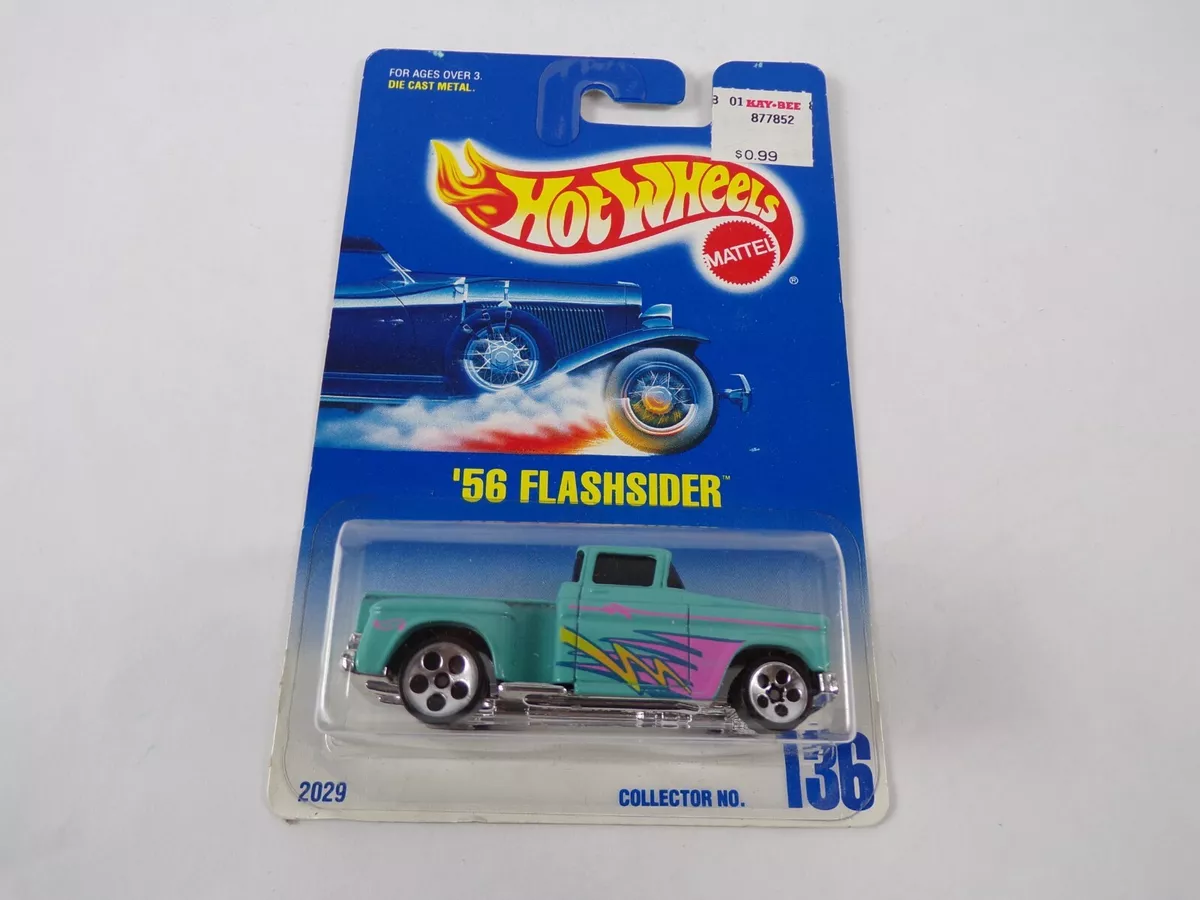 FOR AGES OVER 3.
DIE CAST METAL.
01 KAY-BEE
877852
$0.99
HOT WHEELS
MATTEL
®
'56 FLASHSIDER™
2029
COLLECTOR NO.
136